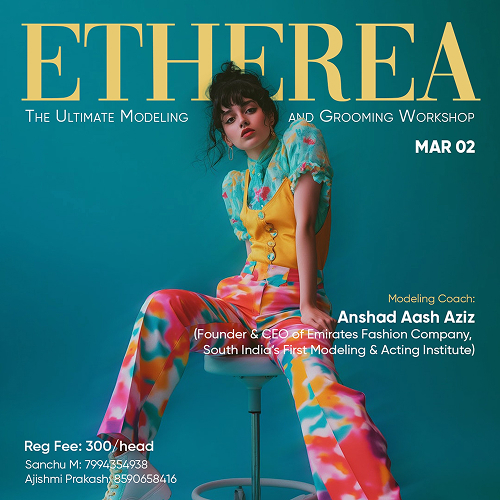 ETHEREA
The Ultimate Modeling and Grooming Workshop
MAR 02
Modeling Coach:
Anshad Aash Aziz
(Founder & CEO of Emirates Fashion Company,
South India's First Modeling & Acting Institute)
Reg Fee: 300/head
Sanchu M: 7994354938
Ajishmi Prakash: 8590658416